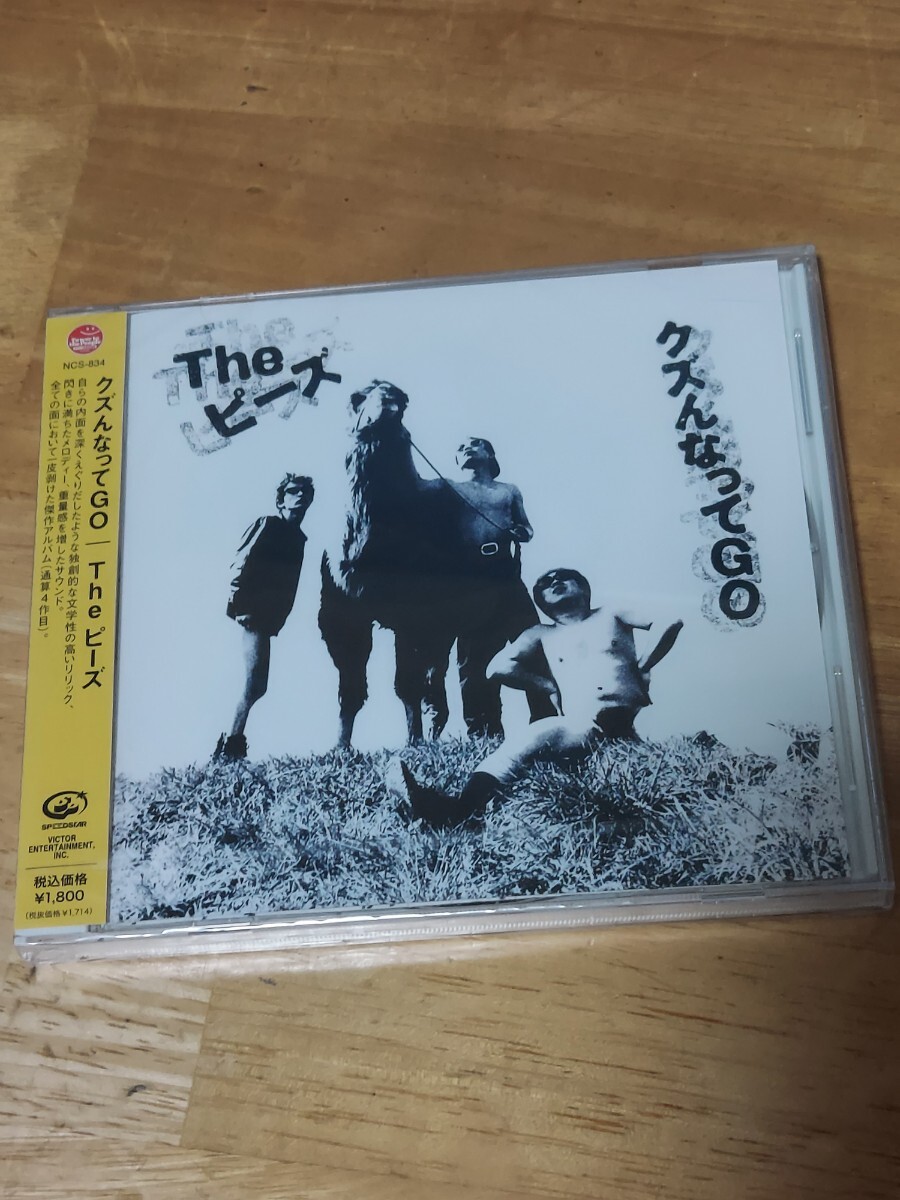 The
ピーズ
クズんなってGO
NCS-834
クズんなってGO | The ピーズ
自らの内面を深くえぐりだしたような独創的な文学性の高いリリック、
閃きに満ちたメロディー、重量感を増したサウンド。
全ての面において一皮剥けた傑作アルバム(通算4作目)。
SPEEDSTAR
VICTOR
ENTERTAINMENT,
INC.
税込価格
¥1,800
(税抜価格¥1,714)